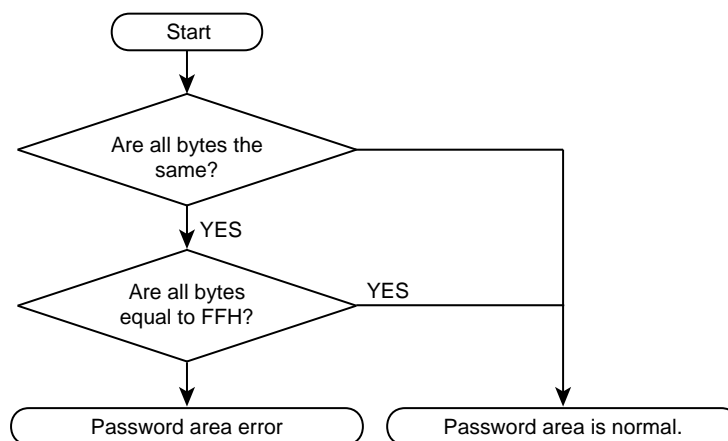 Start
Are all bytes the
same?
YES
Are all bytes
equal to FFH?
YES
Password area error
Password area is normal.